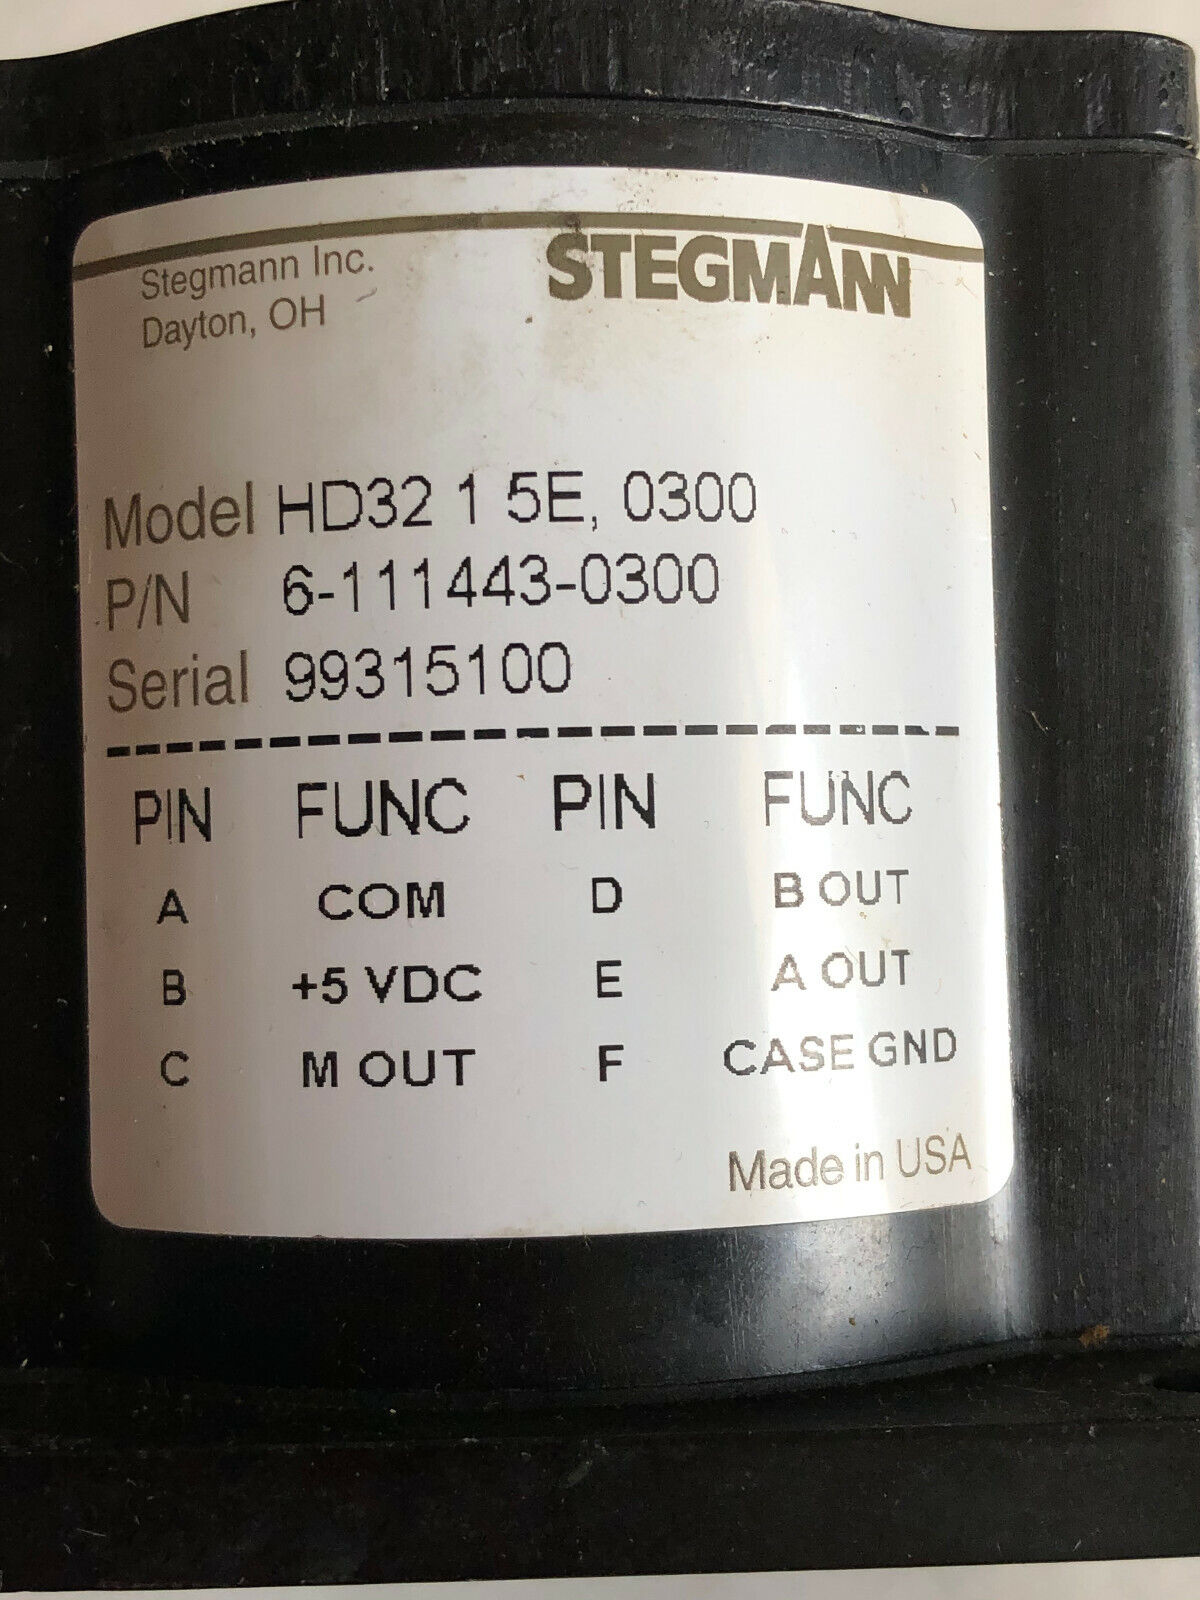 Stegmann Inc.
Dayton, OH
STEGMANN
Model HD32 1 5E, 0300
P/N 6-111443-0300
Serial 99315100
PIN FUNC PIN FUNC
A COM D B OUT
B +5 VDC E A OUT
C M OUT F CASE GND
Made in USA